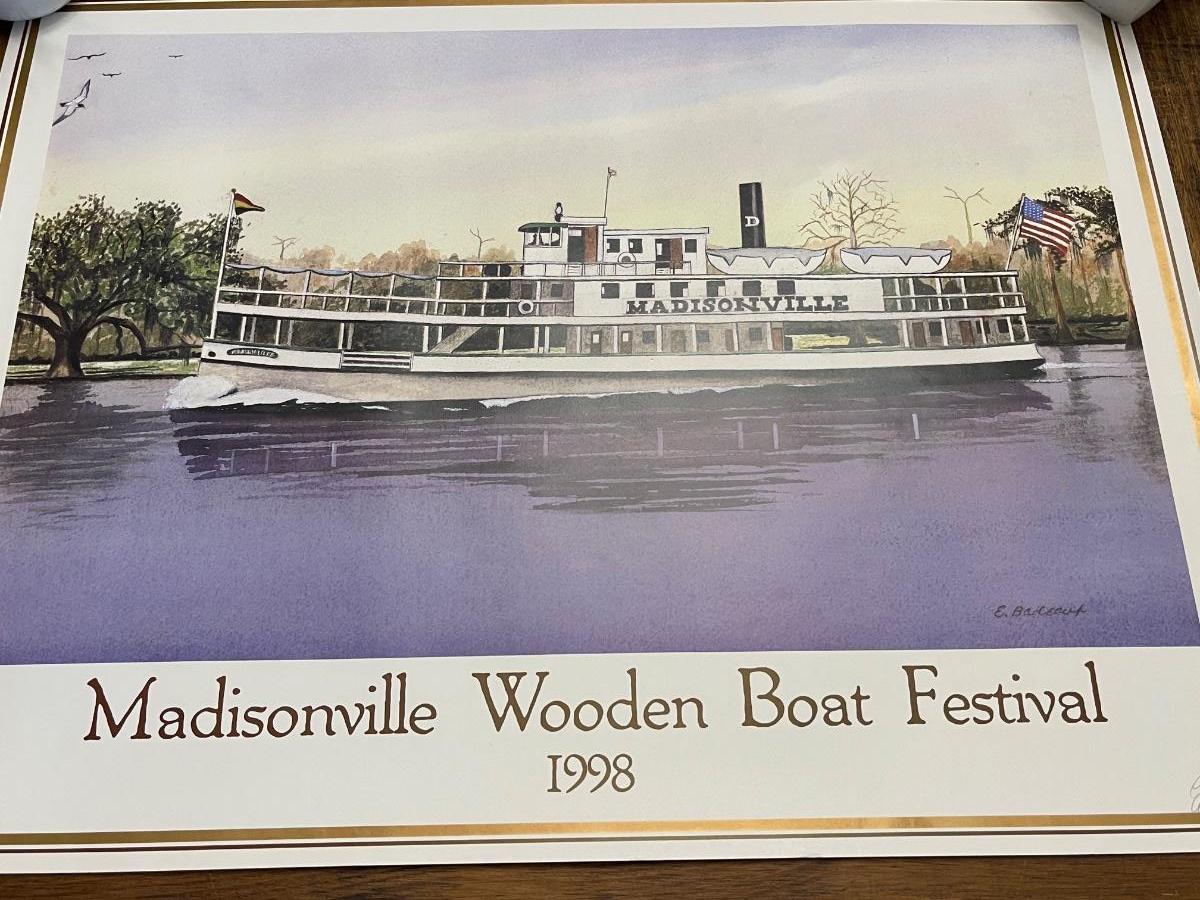 D
MADISONVILLE
Madisonville Wooden Boat Festival
1998